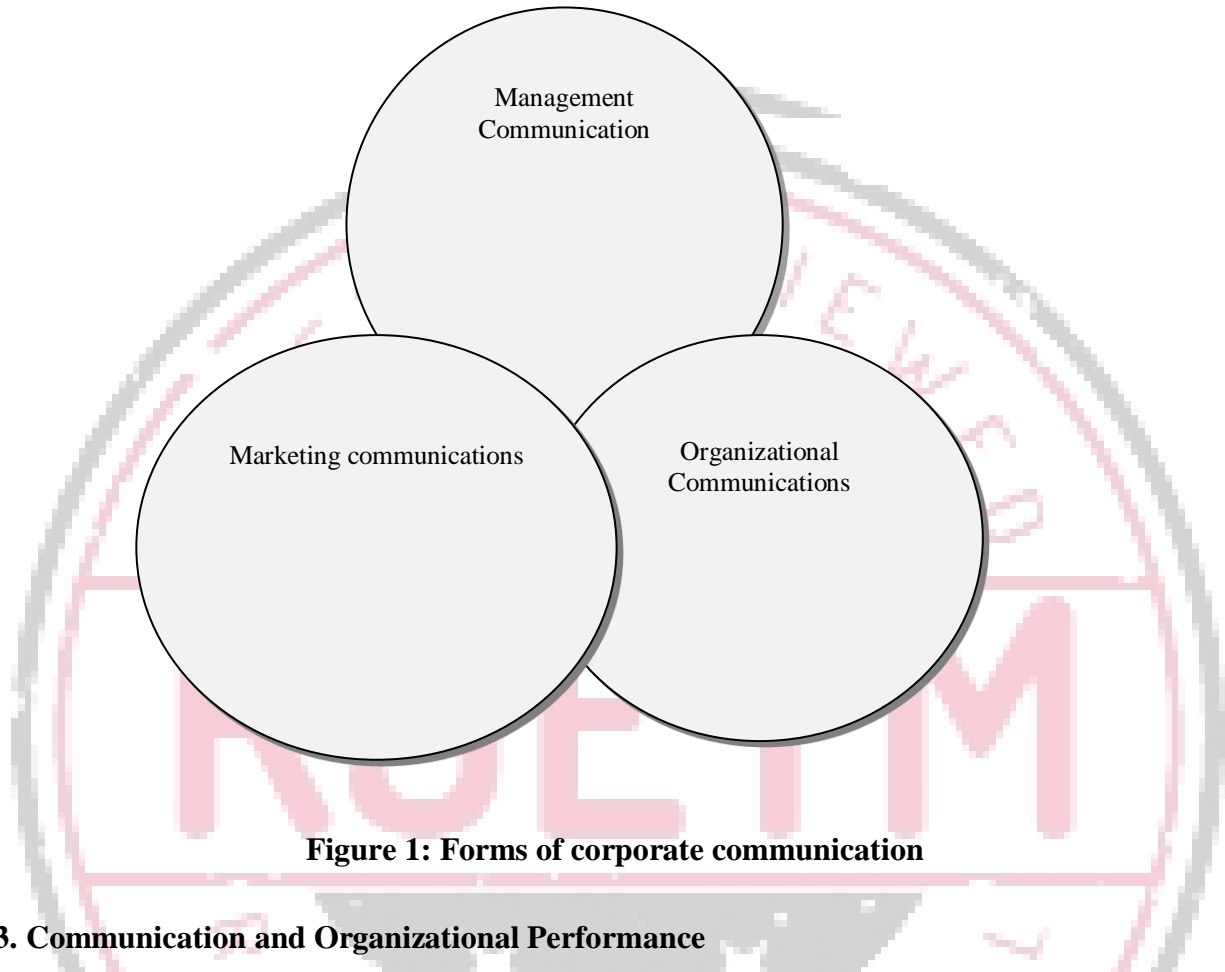 Management
Communication
Marketing communications
Organizational
Communications
Figure 1: Forms of corporate communication
3. Communication and Organizational Performance